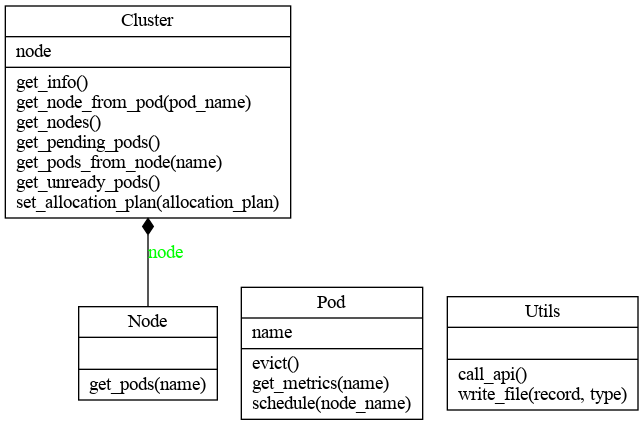 Cluster
node
get_info()
get_node_from_pod(pod_name)
get_nodes()
get_pending_pods()
get_pods_from_node(name)
get_unready_pods()
set_allocation_plan(allocation_plan)
node
Node
get_pods(name)
Pod
name
evict()
get_metrics(name)
schedule(node_name)
Utils
call_api()
write_file(record, type)